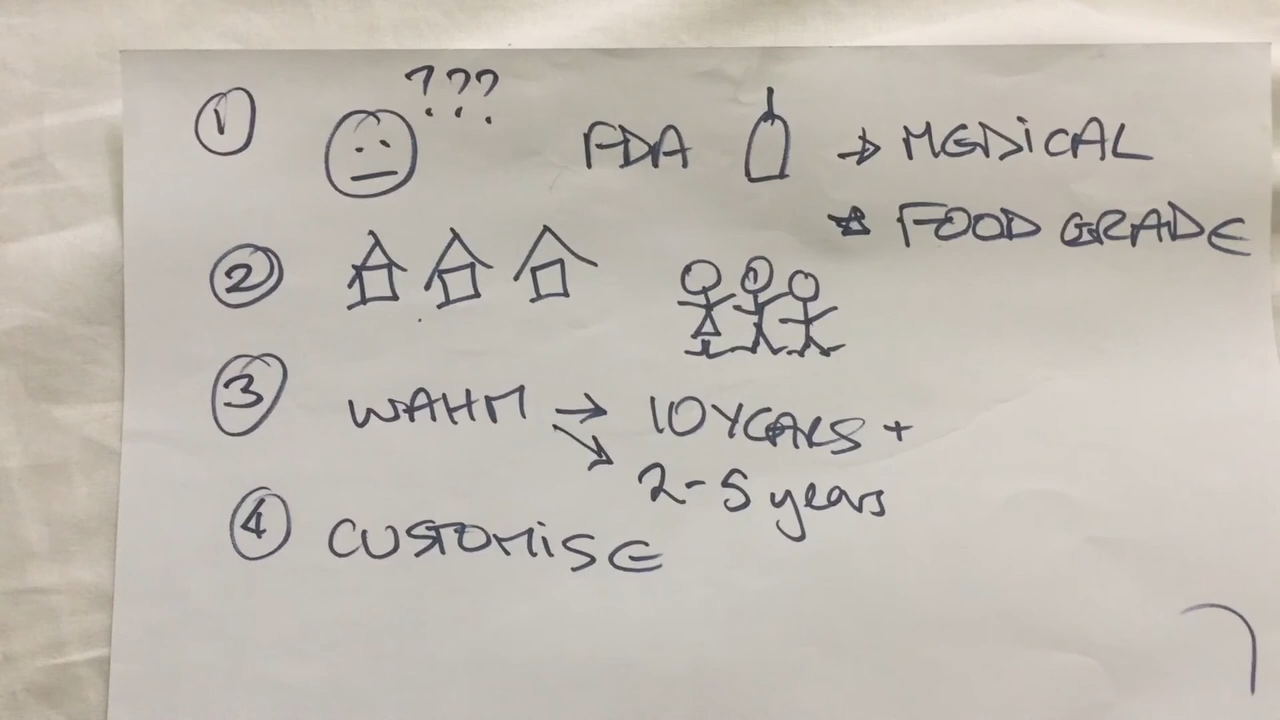 1 ??? FDA → MEDICAL
FOOD GRADE
2
3 WAHM → 10 YEARS +
2-5 years
4 CUSTOMISE